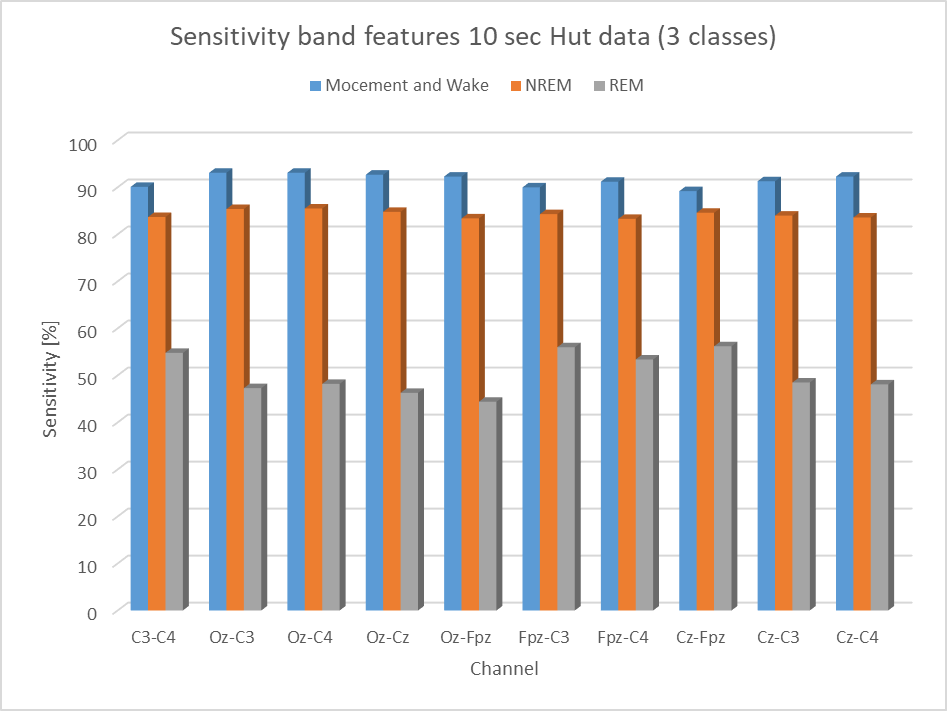 Sensitivity band features 10 sec Hut data (3 classes)
Mocement and Wake NREM REM
100
90
80
70
60
50
40
30
20
10
0
Sensitivity [%]
C3-C4 Oz-C3 Oz-C4 Oz-Cz Oz-Fpz Fpz-C3 Fpz-C4 Cz-Fpz Cz-C3 Cz-C4
Channel